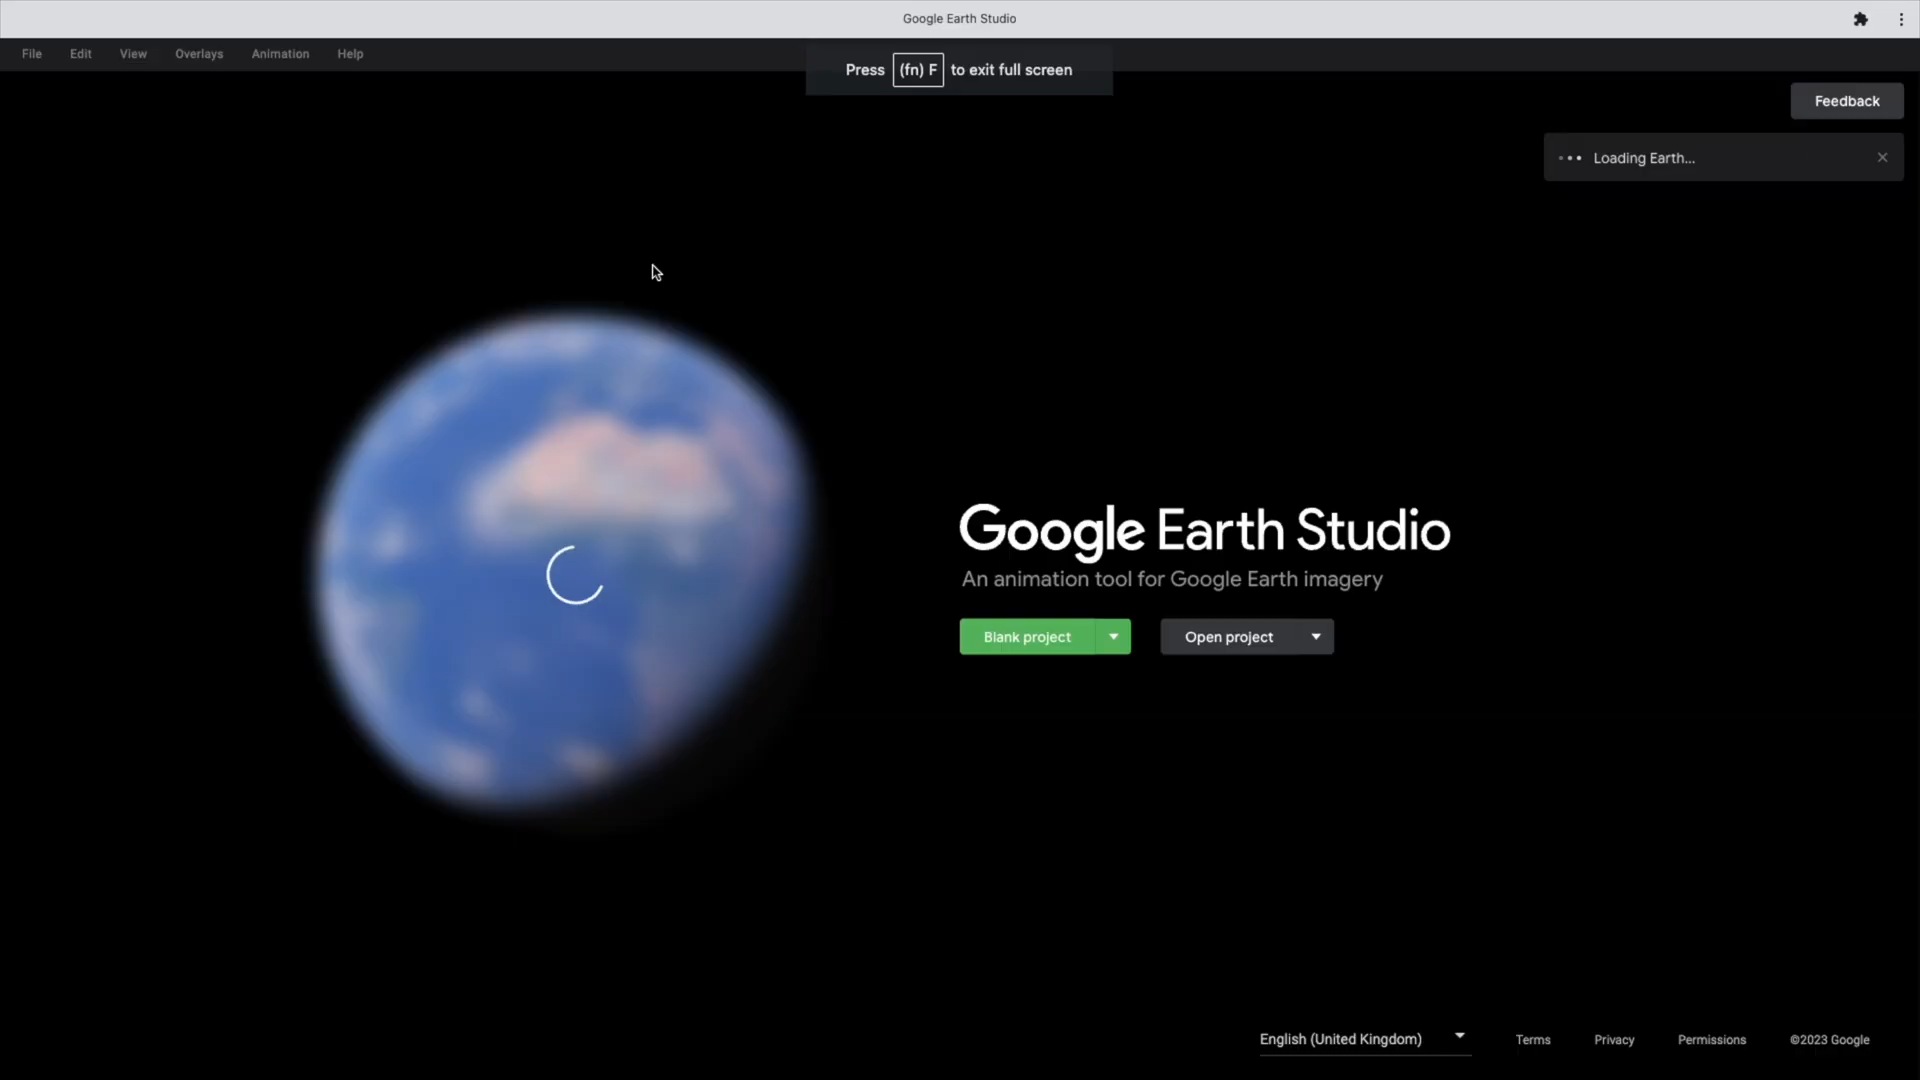 Google Earth Studio
File Edit View Overlays Animation Help
Press (fn) F to exit full screen
Feedback
Loading Earth...
Google Earth Studio
An animation tool for Google Earth imagery
Blank project
Open project
English (United Kingdom) Terms Privacy Permissions ©2023 Google